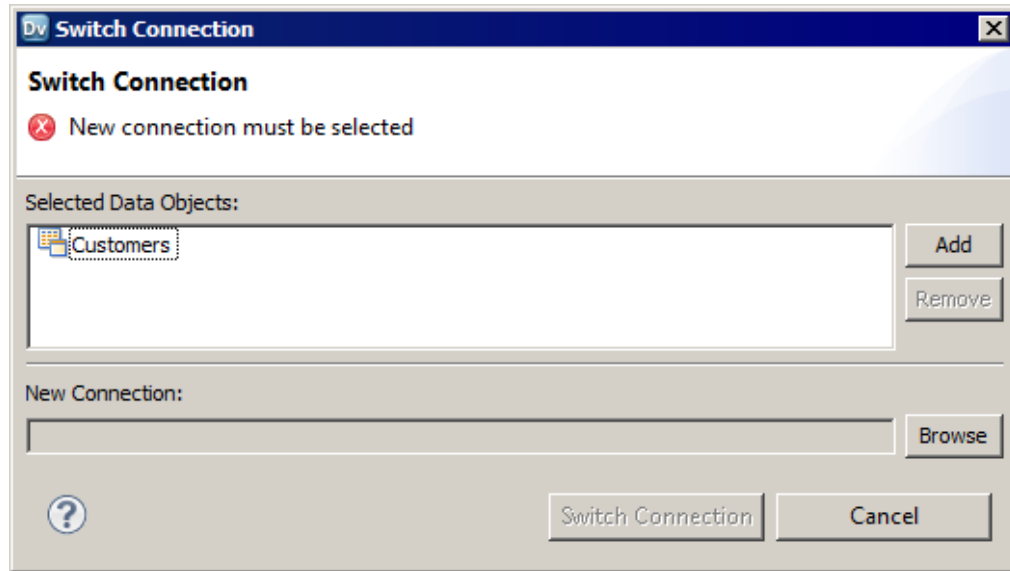 Dv Switch Connection
Switch Connection
New connection must be selected
Selected Data Objects:
Customers
Add
Remove
New Connection:
Browse
?
Switch Connection
Cancel